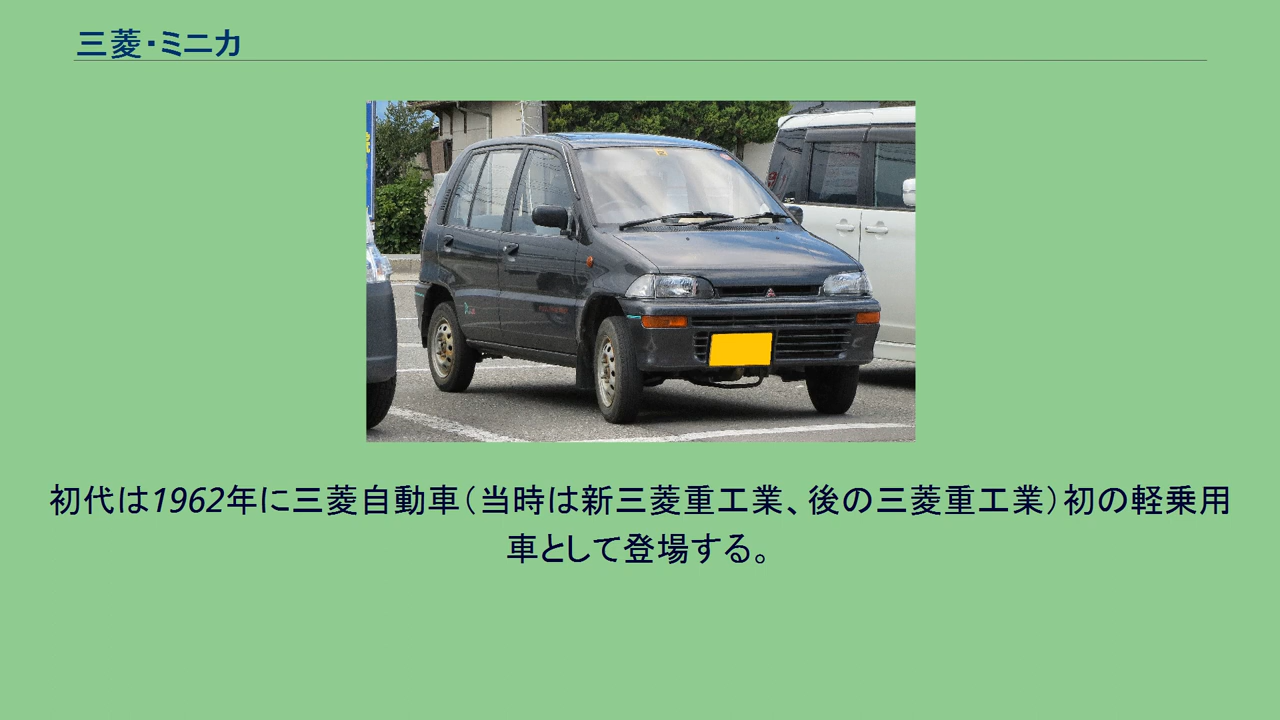 三菱・ミニカ
初代は1962年に三菱自動車（当時は新三菱重工業、後の三菱重工業）初の軽乗用
車として登場する。